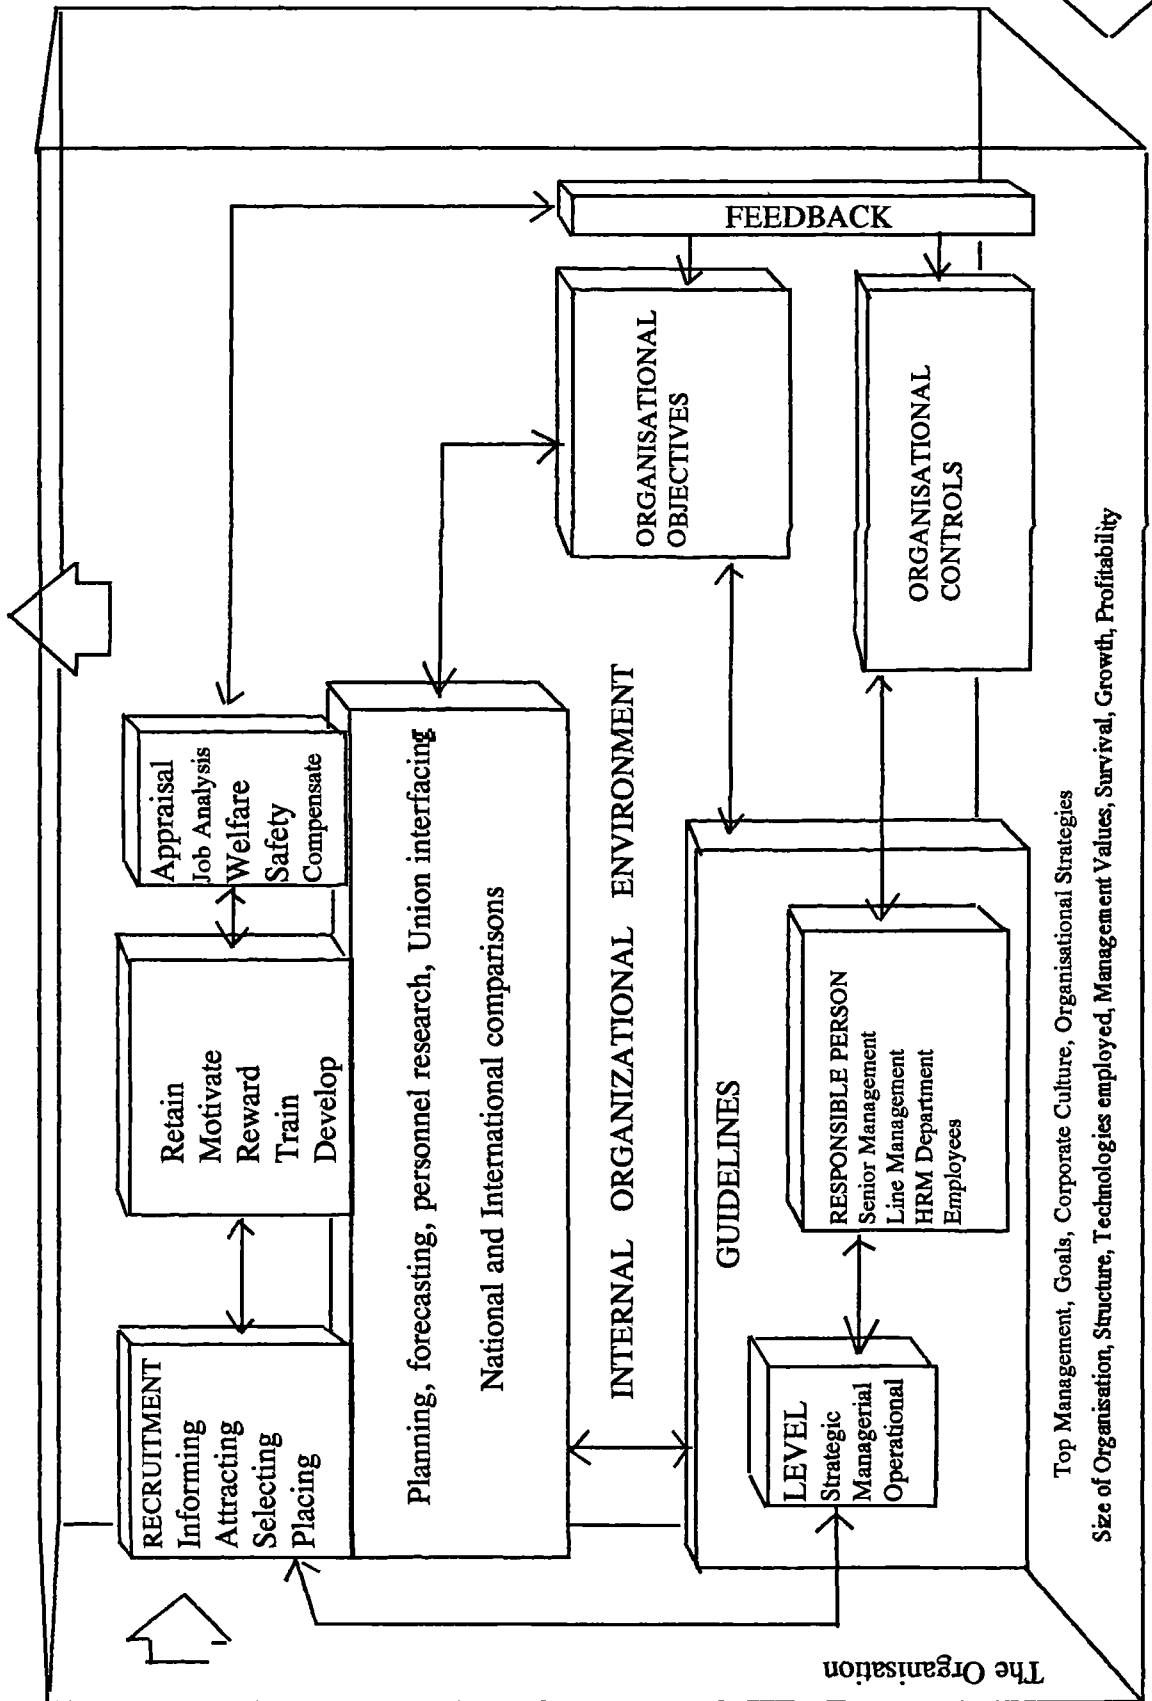 RECRUITMENT
Informing
Attracting
Selecting
Placing
Retain
Motivate
Reward
Train
Develop
Appraisal
Job Analysis
Welfare
Safety
Compensate
Planning, forecasting, personnel research, Union interfacing
National and International comparisons
INTERNAL ORGANIZATIONAL ENVIRONMENT
GUIDELINES
LEVEL
Strategic
Managerial
Operational
RESPONSIBLE PERSON
Senior Management
Line Management
HRM Department
Employees
ORGANISATIONAL
OBJECTIVES
ORGANISATIONAL
CONTROLS
FEEDBACK
Top Management, Goals, Corporate Culture, Organisational Strategies
Size of Organisation, Structure, Technologies employed, Management Values, Survival, Growth, Profitability
The Organisation